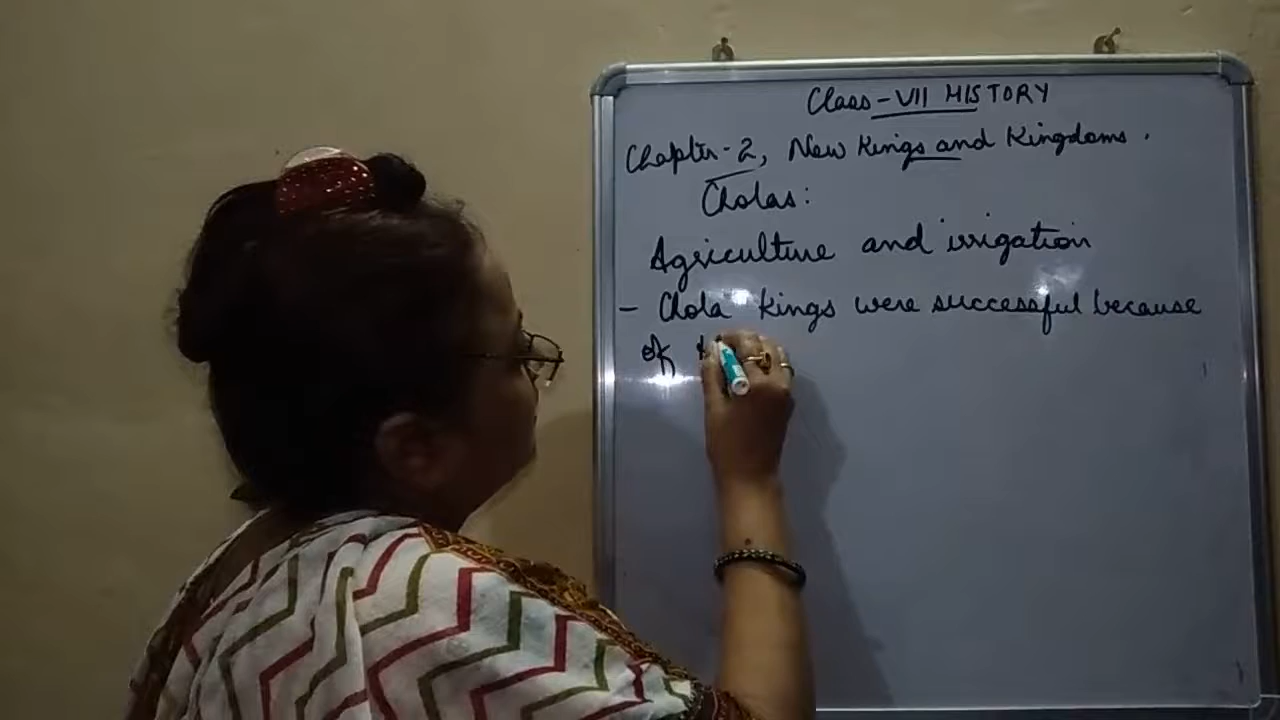 Class-VII HISTORY
Chapter-2, New Kings and Kingdoms.
Cholas:
Agriculture and irrigation
- Chola kings were successful because
of